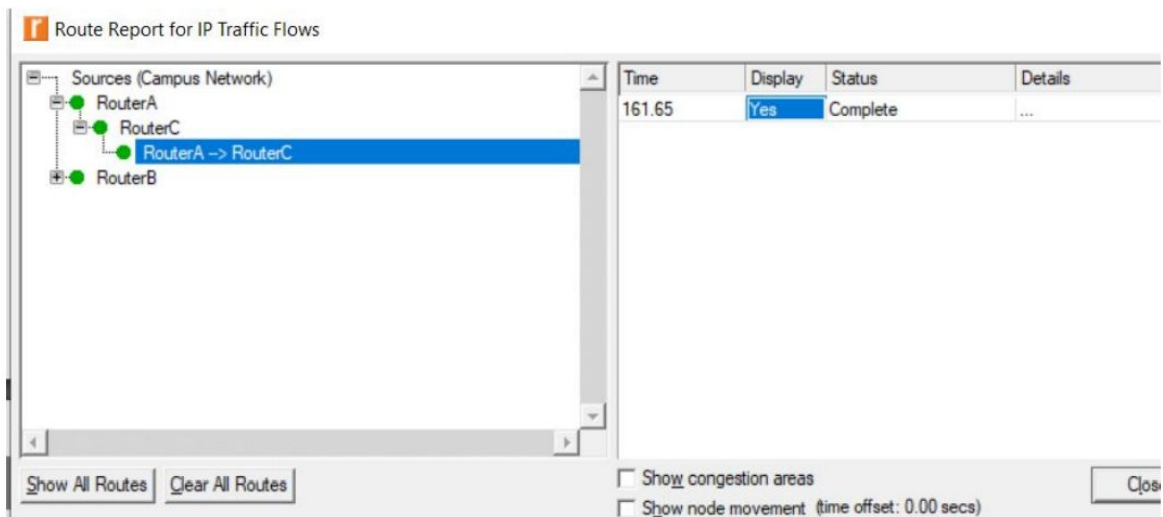 Route Report for IP Traffic Flows
Sources (Campus Network)
RouterA
RouterC
RouterA --> RouterC
RouterB
Time Display Status Details
161.65 Yes Complete ...
Show All Routes Clear All Routes
Show congestion areas
Show node movement (time offset: 0.00 secs)
Close